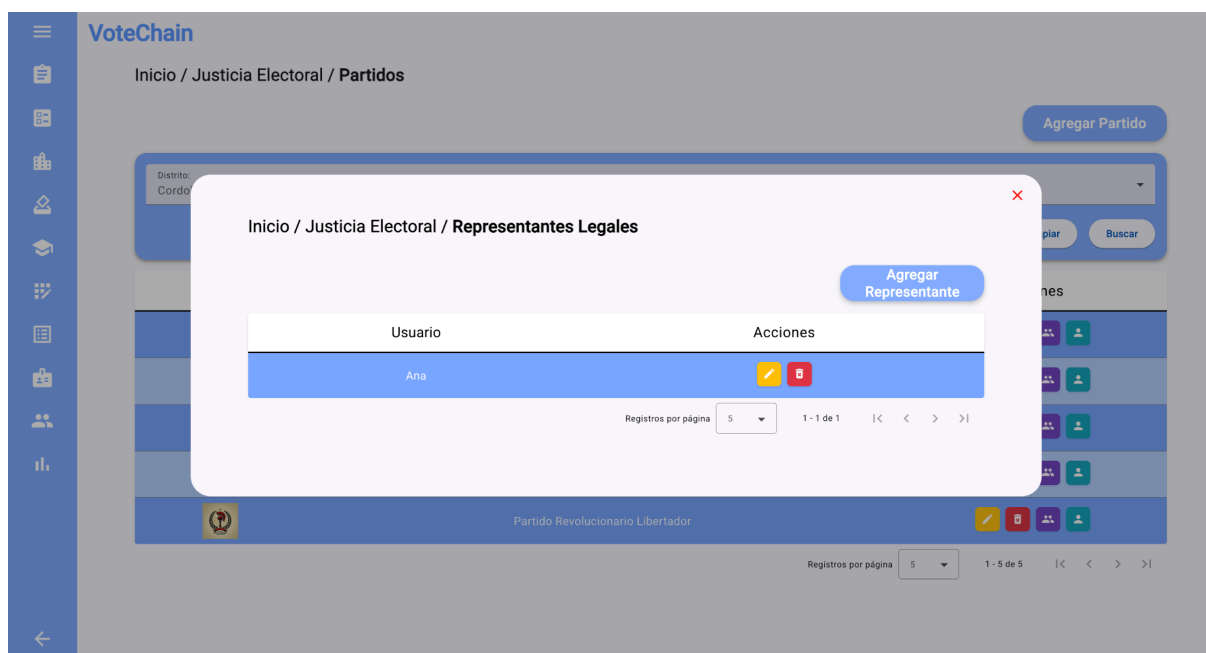 VoteChain
Inicio / Justicia Electoral / Partidos
Agregar Partido
Distrito:
Buscar
Inicio / Justicia Electoral / Representantes Legales
Agregar
Representante
Usuario Acciones
Ana
Registros por página 5 1 - 1 de 1
Partido Revolucionario Libertador
Registros por página 5 1 - 5 de 5